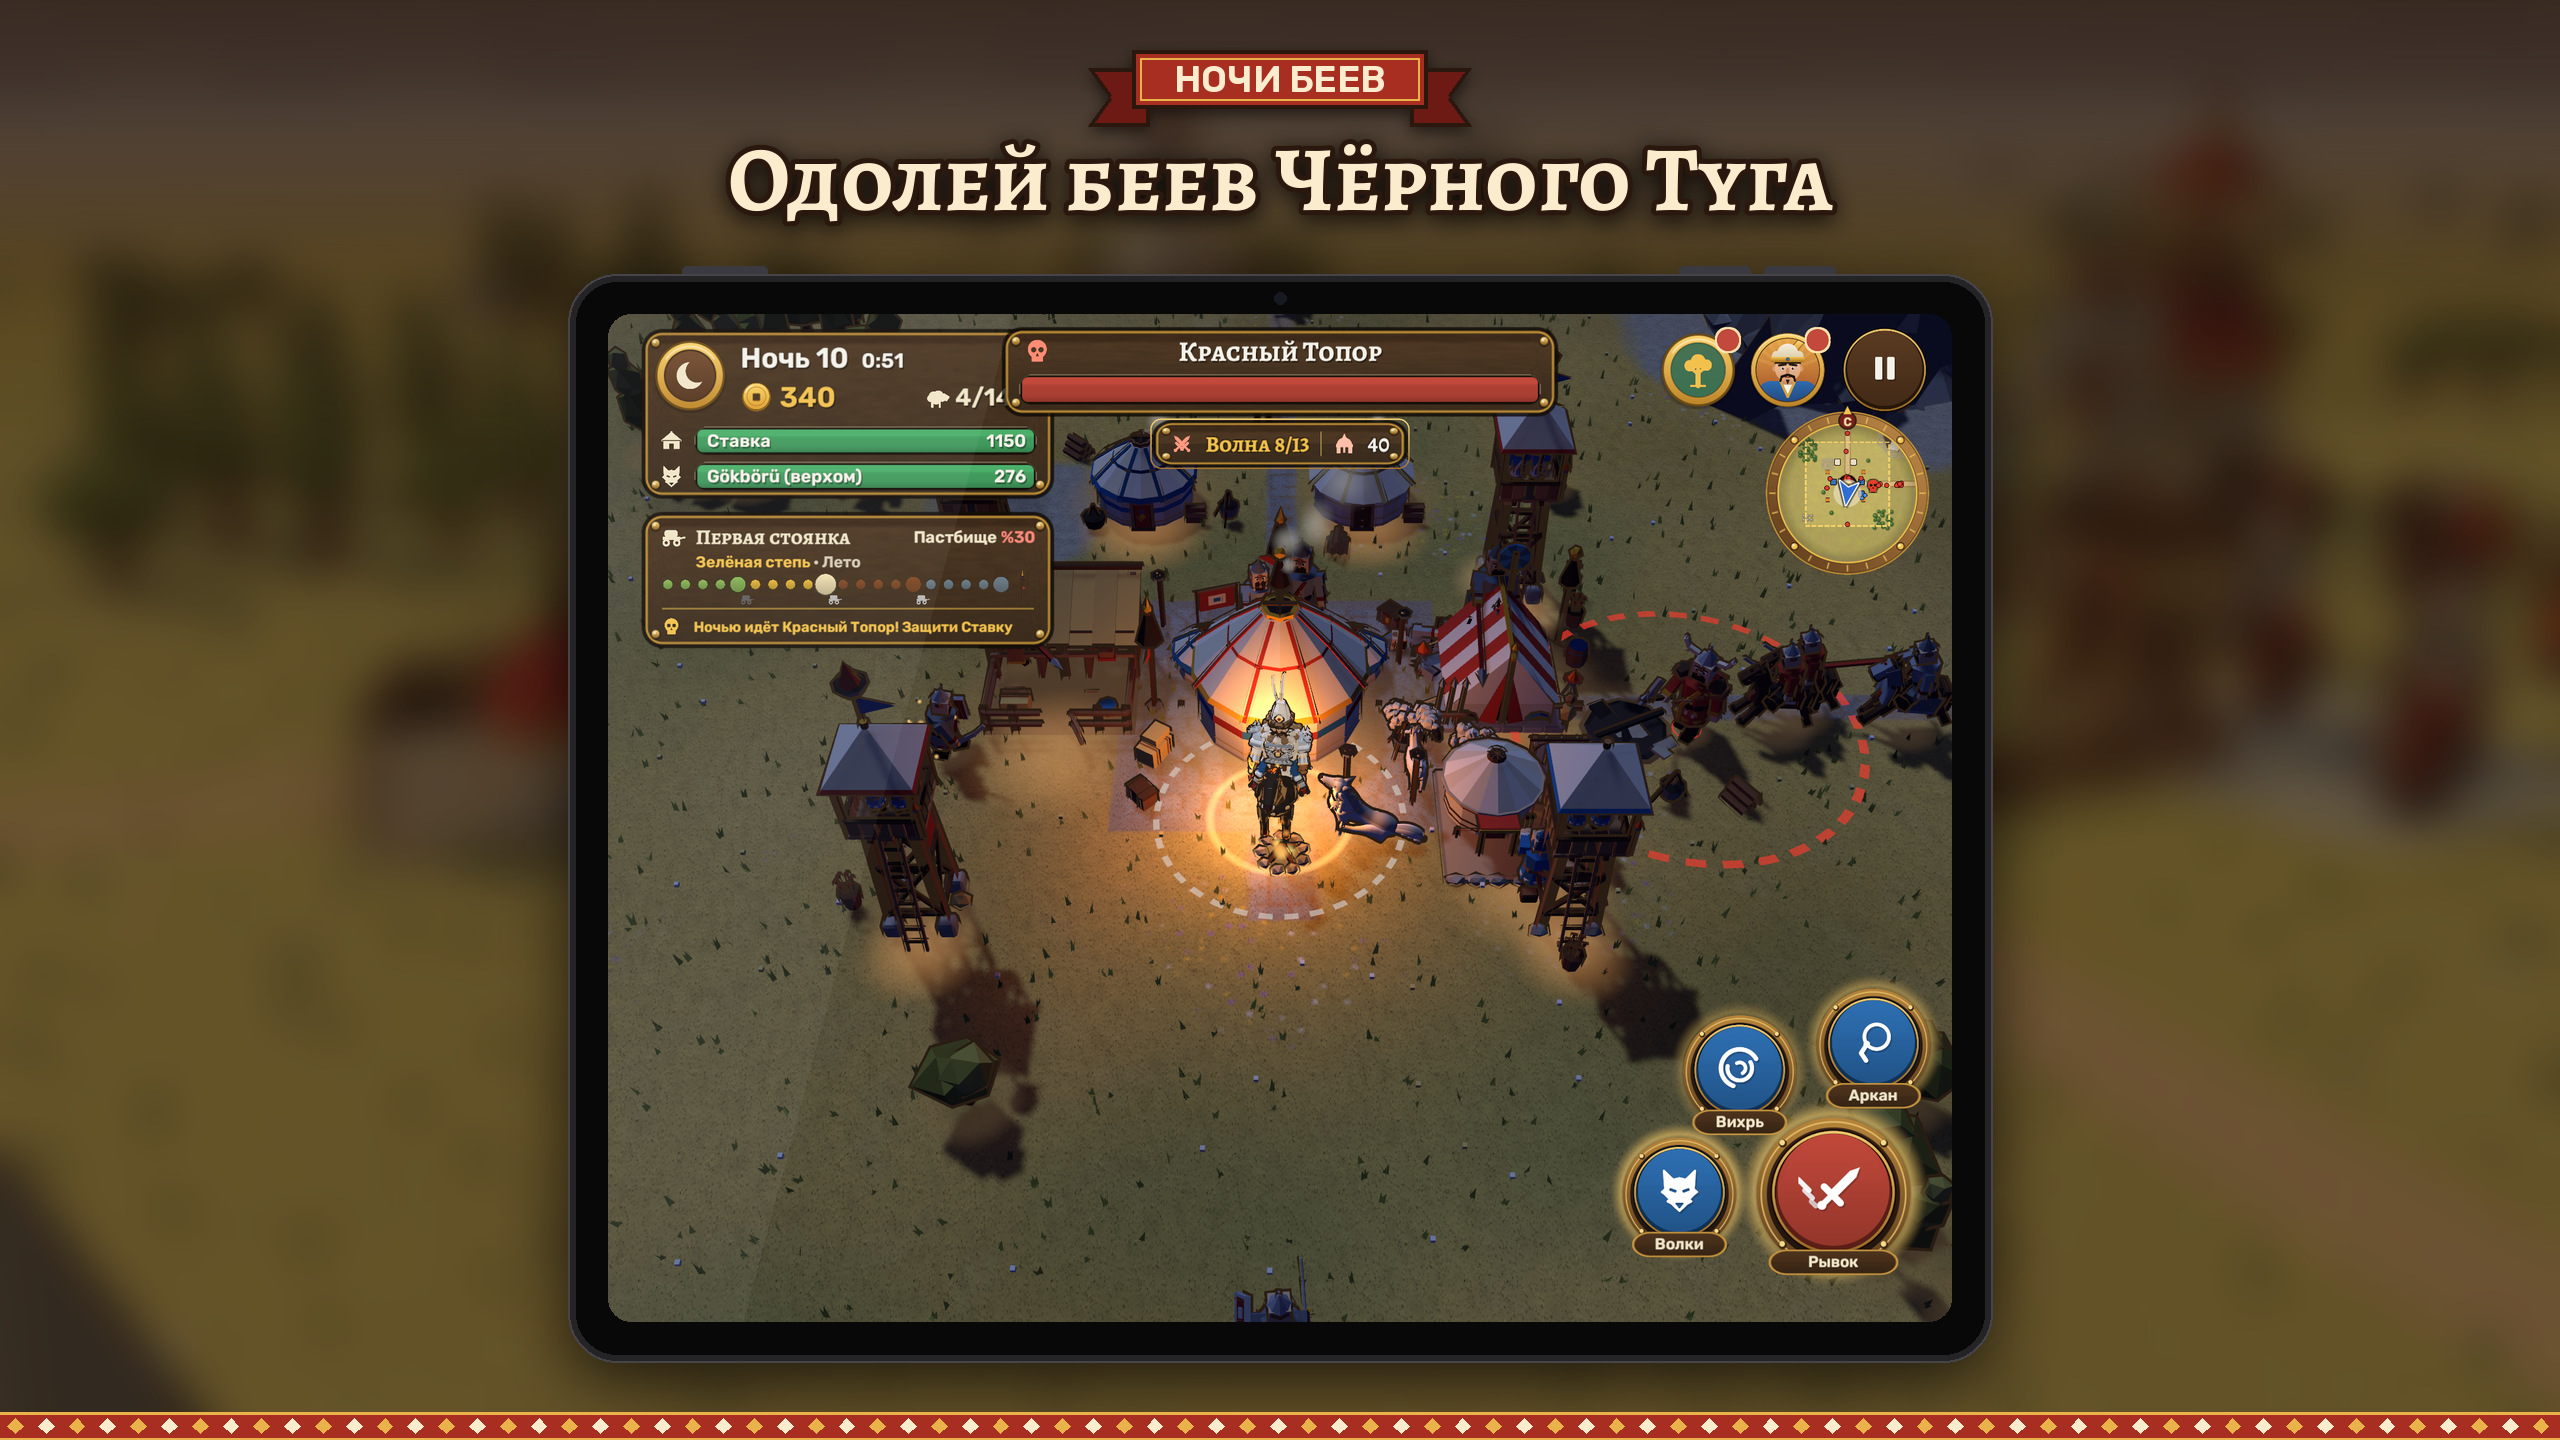 НОЧИ БЕЕВ
Одолей беев Чёрного Туга
Ночь 10 0:51
340
4/14
Ставка 1150
Gökbörü (верхом) 276
Красный Топор
Волна 8/13 40
Первая стоянка Пастбище %30
Зелёная степь • Лето
Ночью идёт Красный Топор! Защити Ставку
С
Аркан
Вихрь
Волки
Рывок